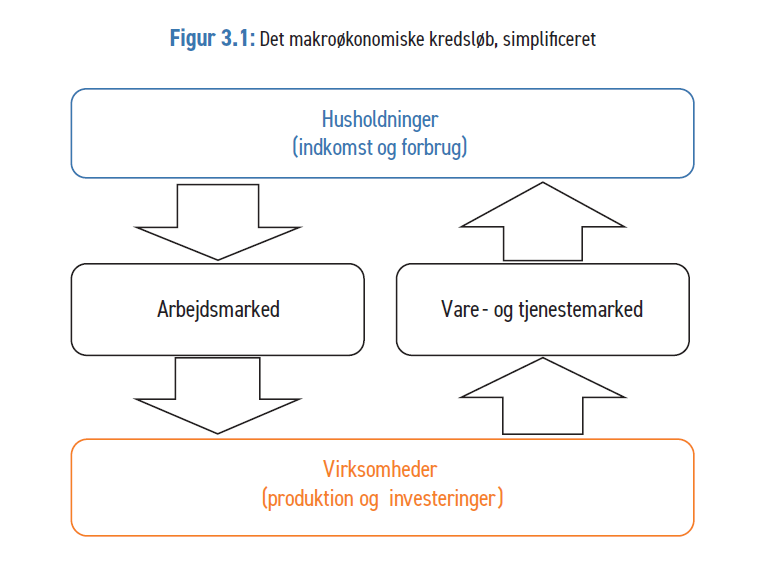 Figur 3.1: Det makroøkonomiske kredsløb, simplificeret
Husholdninger
(indkomst og forbrug)
Arbejdsmarked
Vare - og tjenestemarked
Virksomheder
(produktion og investeringer)